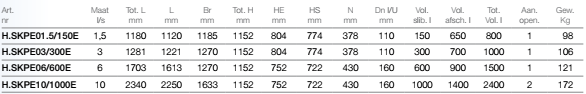 Art. Maat Tot. L L Br Tot. H HE HS N Dn I/U Vol. Vol. Tot. Aan. Gew.
nr l/s mm mm mm mm mm mm mm mm slib. l afsch. l Vol. l open. Kg
H.SKPE01.5/150E 1,5 1180 1120 1185 1152 804 774 378 110 150 650 800 1 98
H.SKPE03/300E 3 1281 1221 1270 1152 804 774 378 110 300 700 1000 1 106
H.SKPE06/600E 6 1703 1613 1270 1152 752 722 430 160 600 900 1500 1 121
H.SKPE10/1000E 10 2340 2250 1633 1152 752 722 430 160 1000 1400 2400 2 172